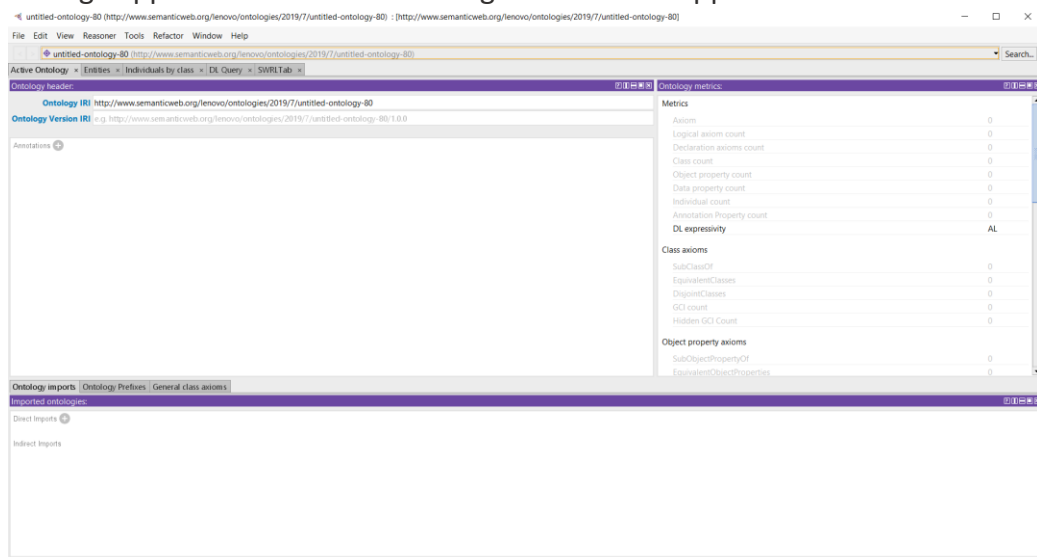 untitled-ontology-80 (http://www.semanticweb.org/lenovo/ontologies/2019/7/untitled-ontology-80) : [http://www.semanticweb.org/lenovo/ontologies/2019/7/untitled-ontology-80]
File Edit View Reasoner Tools Refactor Window Help
untitled-ontology-80 (http://www.semanticweb.org/lenovo/ontologies/2019/7/untitled-ontology-80) Search...
Active Ontology × Entities × Individuals by class × DL Query × SWRLTab ×
Ontology header:
Ontology IRI http://www.semanticweb.org/lenovo/ontologies/2019/7/untitled-ontology-80
Ontology Version IRI e.g. http://www.semanticweb.org/lenovo/ontologies/2019/7/untitled-ontology-80/1.0.0
Annotations
Ontology metrics:
Metrics
Axiom 0
Logical axiom count 0
Declaration axioms count 0
Class count 0
Object property count 0
Data property count 0
Individual count 0
Annotation Property count 0
DL expressivity AL
Class axioms
SubClassOf 0
EquivalentClasses 0
DisjointClasses 0
GCI count 0
Hidden GCI Count 0
Object property axioms
SubObjectPropertyOf 0
EquivalentObjectProperties 0
Ontology imports Ontology Prefixes General class axioms
Imported ontologies:
Direct Imports
Indirect Imports